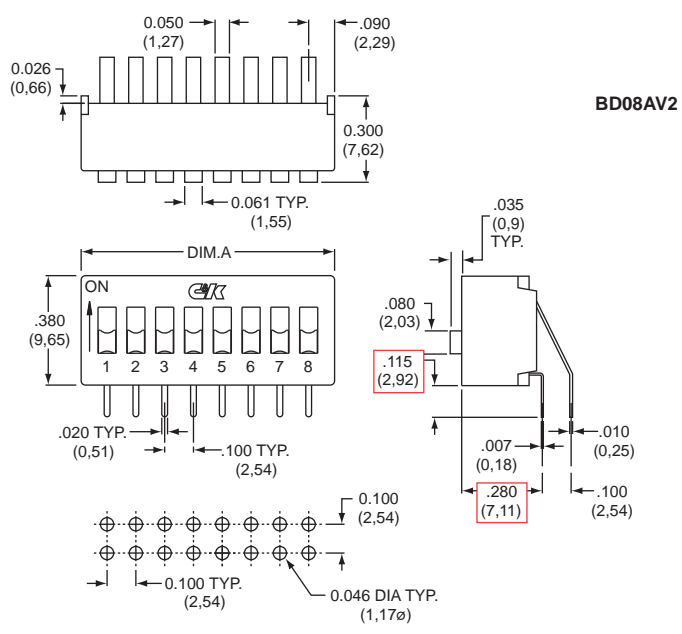 0.050
(1,27)
.090
(2,29)
0.026
(0,66)
BD08AV2
0.300
(7,62)
0.061 TYP.
(1,55)
.035
(0,9)
TYP.
DIM.A
ON
C&K
.380
(9,65)
1 2 3 4 5 6 7 8
.080
(2,03)
.115
(2,92)
.020 TYP.
(0,51)
.100 TYP.
(2,54)
.007
(0,18)
.010
(0,25)
.280
(7,11)
.100
(2,54)
0.100
(2,54)
0.100 TYP.
(2,54)
0.046 DIA TYP.
(1,17ø)